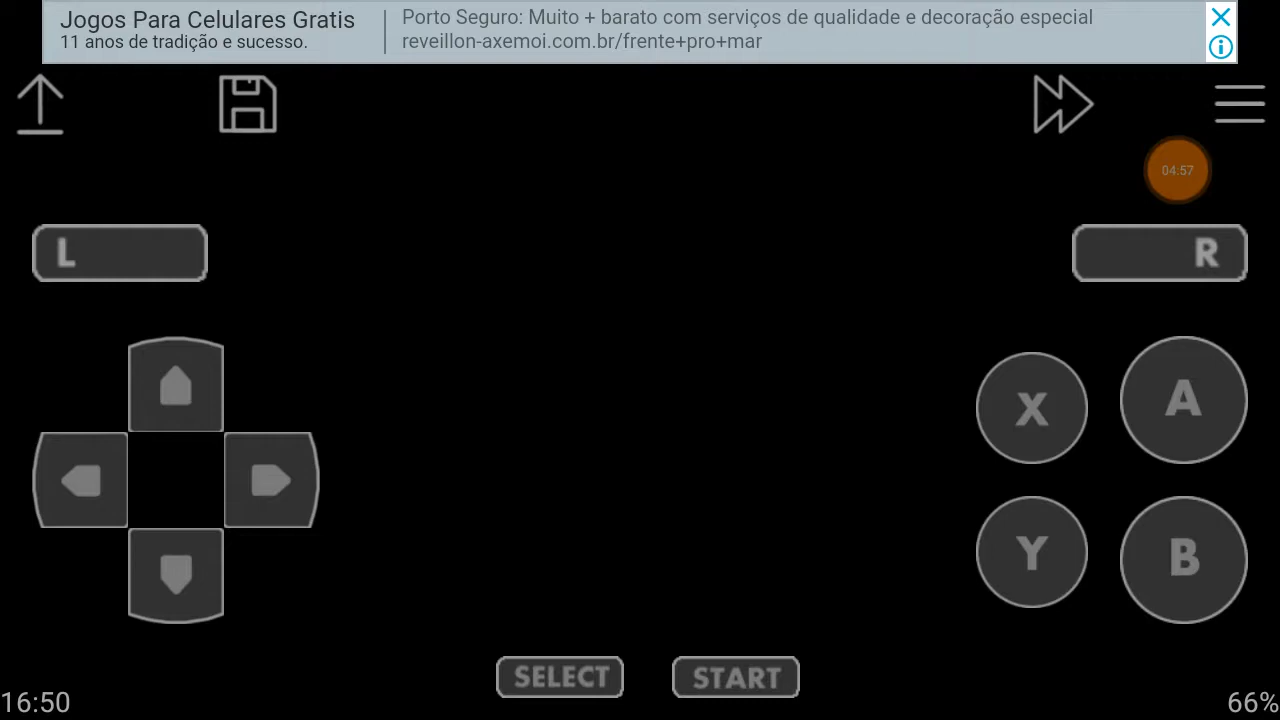 Jogos Para Celulares Gratis
11 anos de tradição e sucesso.
Porto Seguro: Muito + barato com serviços de qualidade e decoração especial
reveillon-axemoi.com.br/frente+pro+mar
04:57
L
R
X
A
Y
B
SELECT
START
16:50
66%